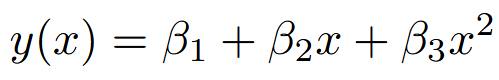 y(x) = β₁ + β₂x + β₃x²